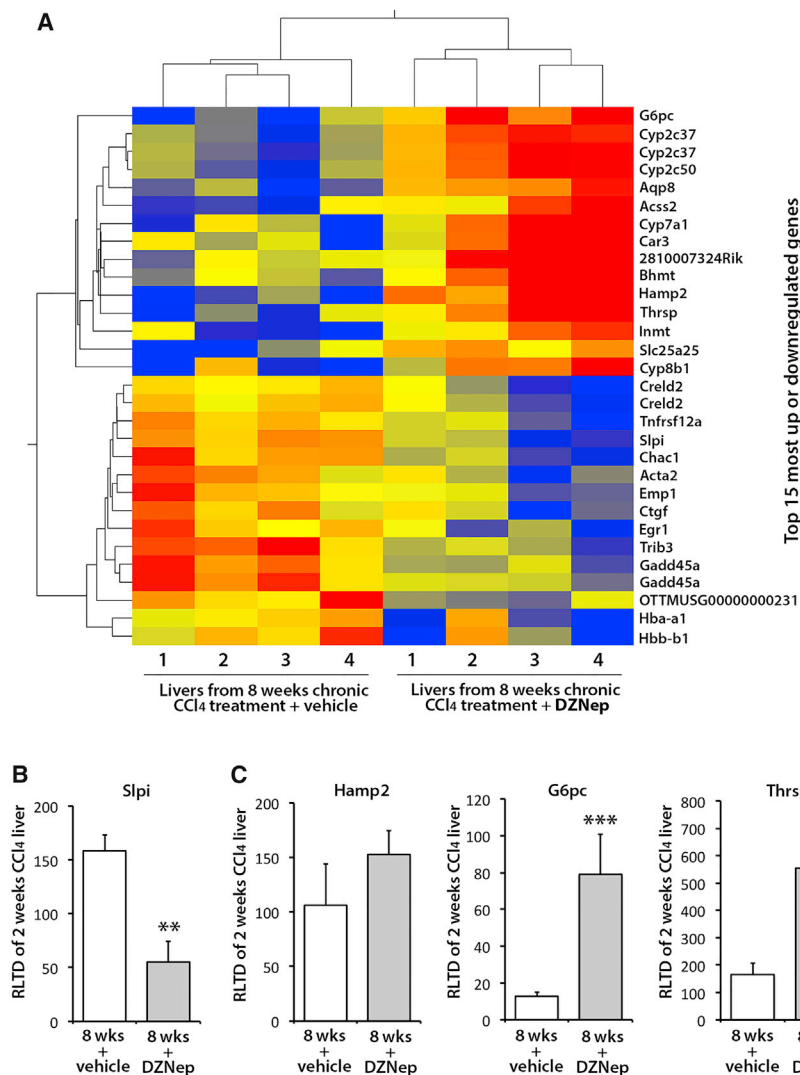 A
G6pc
Cyp2c37
Cyp2c37
Cyp2c50
Aqp8
Acss2
Cyp7a1
Car3
2810007324Rik
Bhmt
Hamp2
Thrsp
Inmt
Slc25a25
Cyp8b1
Creld2
Creld2
Tnfrsf12a
Slpi
Chac1
Acta2
Emp1
Ctgf
Egr1
Trib3
Gadd45a
Gadd45a
OTTMUSG00000000231
Hba-a1
Hbb-b1
Top 15 most up or downregulated genes
1 2 3 4 1 2 3 4
Livers from 8 weeks chronic
CCl4 treatment + vehicle
Livers from 8 weeks chronic
CCl4 treatment + DZNep
B
Slpi
RLTD of 2 weeks CCl4 liver
200
150
100
50
0
**
8 wks
+
vehicle
8 wks
+
DZNep
C
Hamp2
RLTD of 2 weeks CCl4 liver
200
150
100
50
0
8 wks
+
vehicle
8 wks
+
DZNep
G6pc
RLTD of 2 weeks CCl4 liver
120
100
80
60
40
20
0
***
8 wks
+
vehicle
8 wks
+
DZNep
Thrs
RLTD of 2 weeks CCl4 liver
800
700
600
500
400
300
200
100
0
8 wks
+
vehicle
8
D